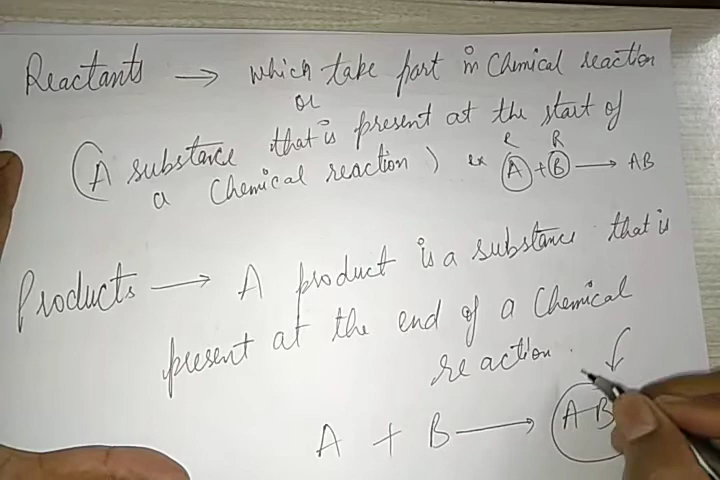 Reactants → which take part in Chemical reaction
or
(A substance that is present at the start of
a Chemical reaction) ex
R R
A + B → AB
Products → A product is a substance that is
present at the end of a Chemical
reaction.
A + B → AB